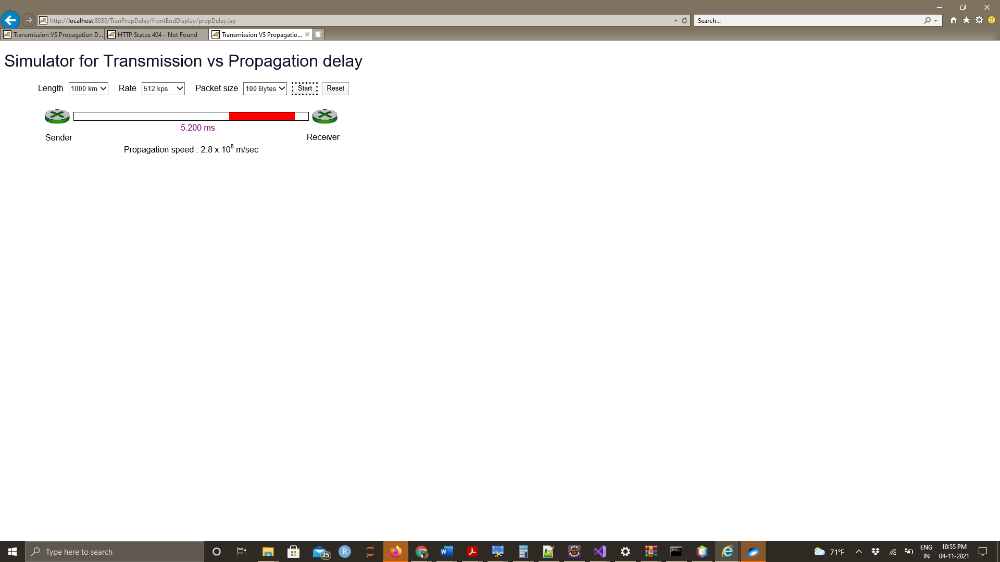 http://localhost:8080/TranPropDelay/frontEndDisplay/propDelay.jsp
Search...
Transmission VS Propagation D...
HTTP Status 404 – Not Found
Transmission VS Propagatio...
Simulator for Transmission vs Propagation delay
Length 1000 km Rate 512 kps Packet size 100 Bytes Start Reset
5.200 ms
Sender
Receiver
Propagation speed : 2.8 x 10⁸ m/sec
Type here to search
25
R
71°F
ENG
IN
10:55 PM
04-11-2021